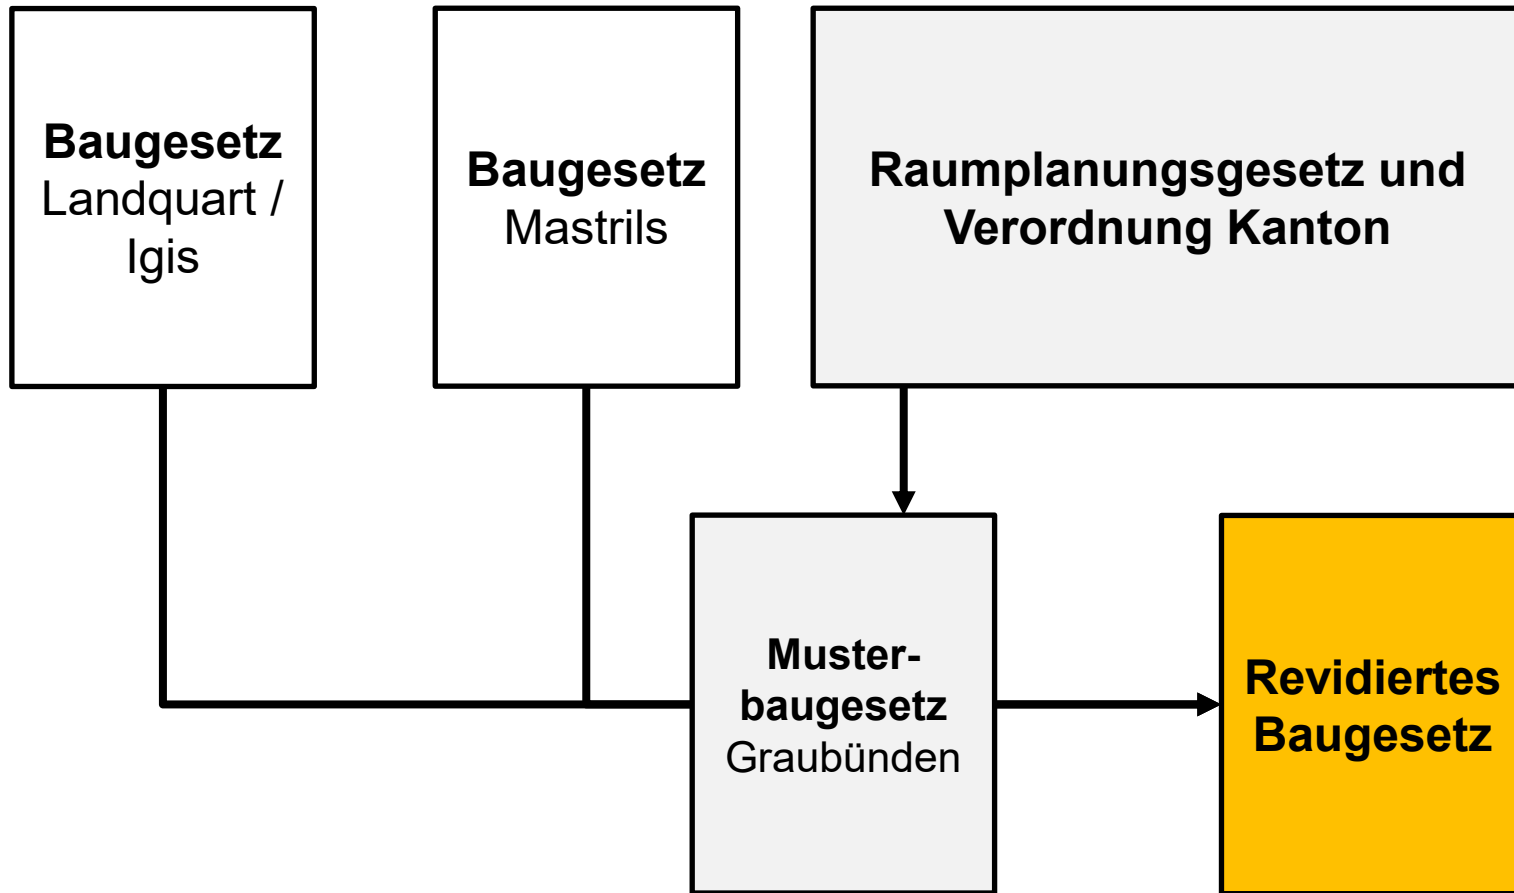 Baugesetz
Landquart /
Igis
Baugesetz
Mastrils
Raumplanungsgesetz und
Verordnung Kanton
Muster-
baugesetz
Graubünden
Revidiertes
Baugesetz